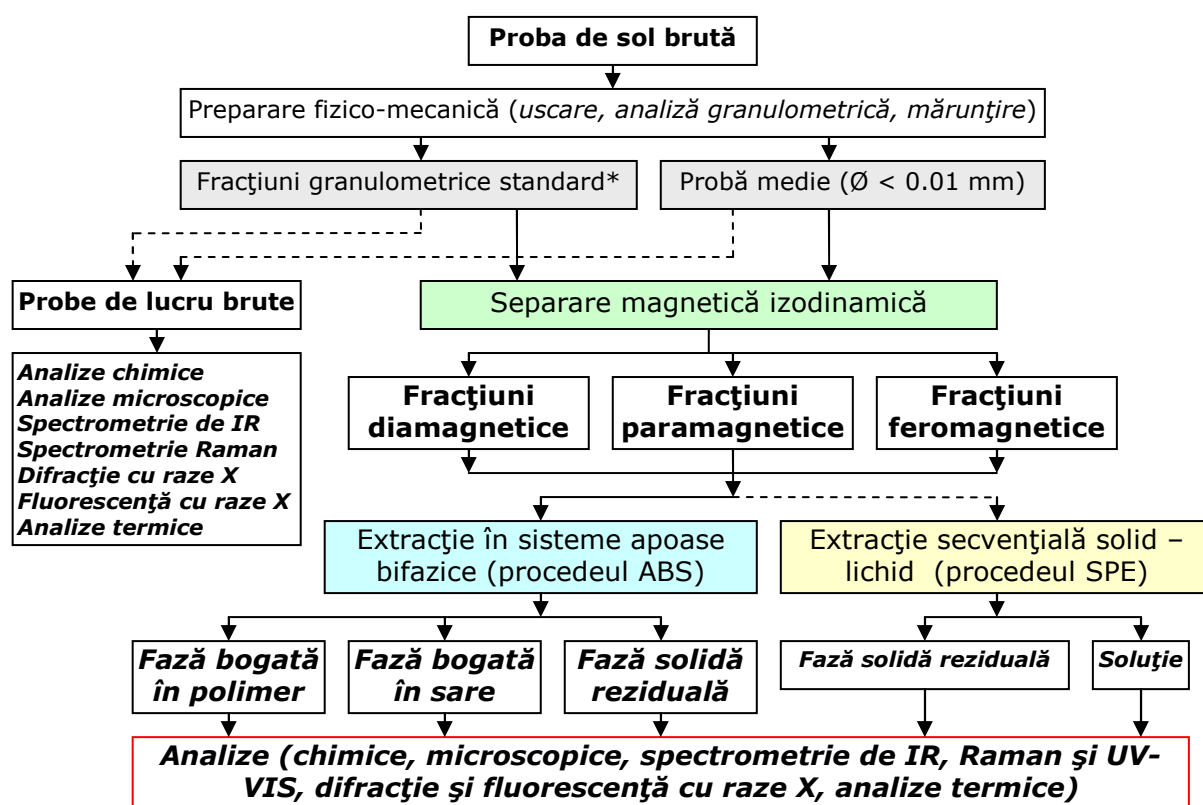 Proba de sol brută
Preparare fizico-mecanică (uscare, analiză granulometrică, mărunţire)
Fracţiuni granulometrice standard*
Probă medie (Ø < 0.01 mm)
Probe de lucru brute
Separare magnetică izodinamică
Analize chimice
Analize microscopice
Spectrometrie de IR
Spectrometrie Raman
Difracţie cu raze X
Fluorescenţă cu raze X
Analize termice
Fracţiuni
diamagnetice
Fracţiuni
paramagnetice
Fracţiuni
feromagnetice
Extracţie în sisteme apoase
bifazice (procedeul ABS)
Extracţie secvenţială solid –
lichid (procedeul SPE)
Fază bogată
în polimer
Fază bogată
în sare
Fază solidă
reziduală
Fază solidă reziduală
Soluţie
Analize (chimice, microscopice, spectrometrie de IR, Raman şi UV-
VIS, difracţie şi fluorescenţă cu raze X, analize termice)